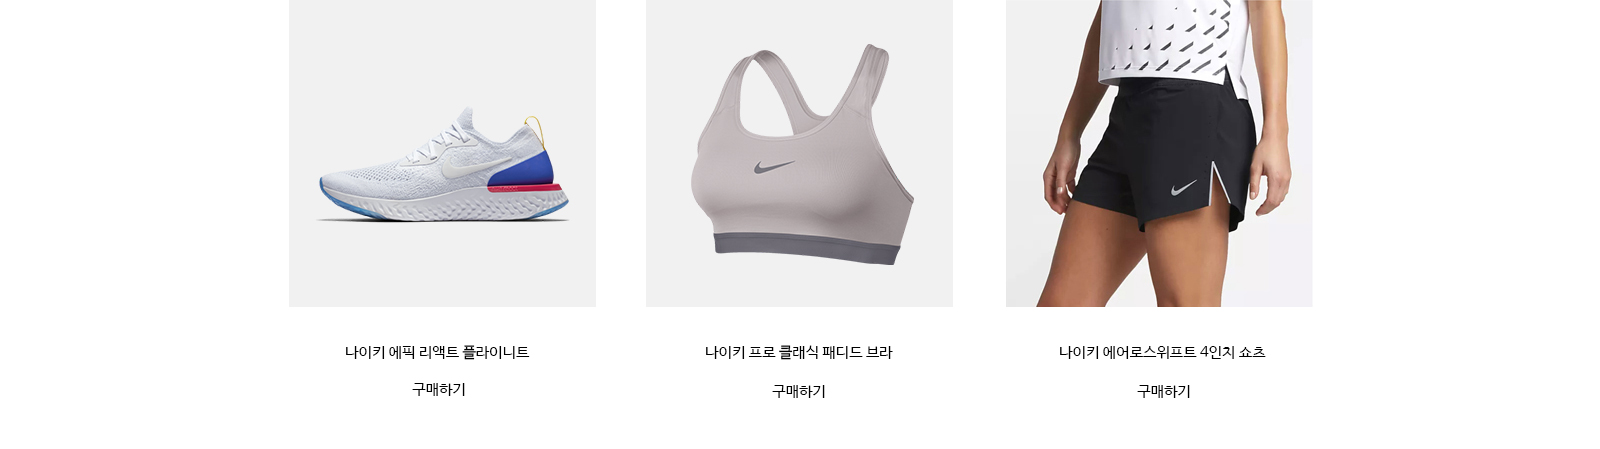 나이키 에픽 리액트 플라이니트
구매하기
나이키 프로 클래식 패디드 브라
구매하기
나이키 에어로스위프트 4인치 쇼츠
구매하기